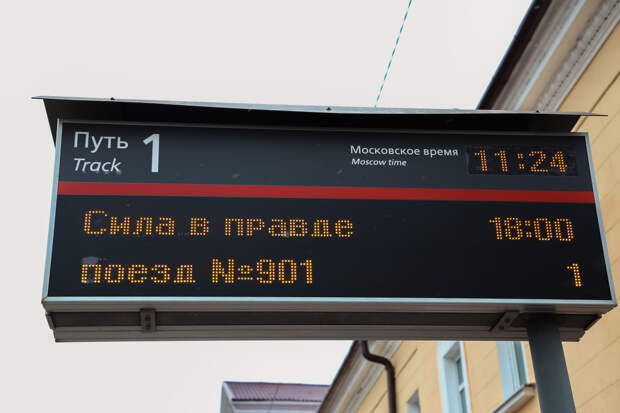 Путь 1 Московское время 11:24
Track Moscow time
Сила в правде 18:00
поезд №901 1